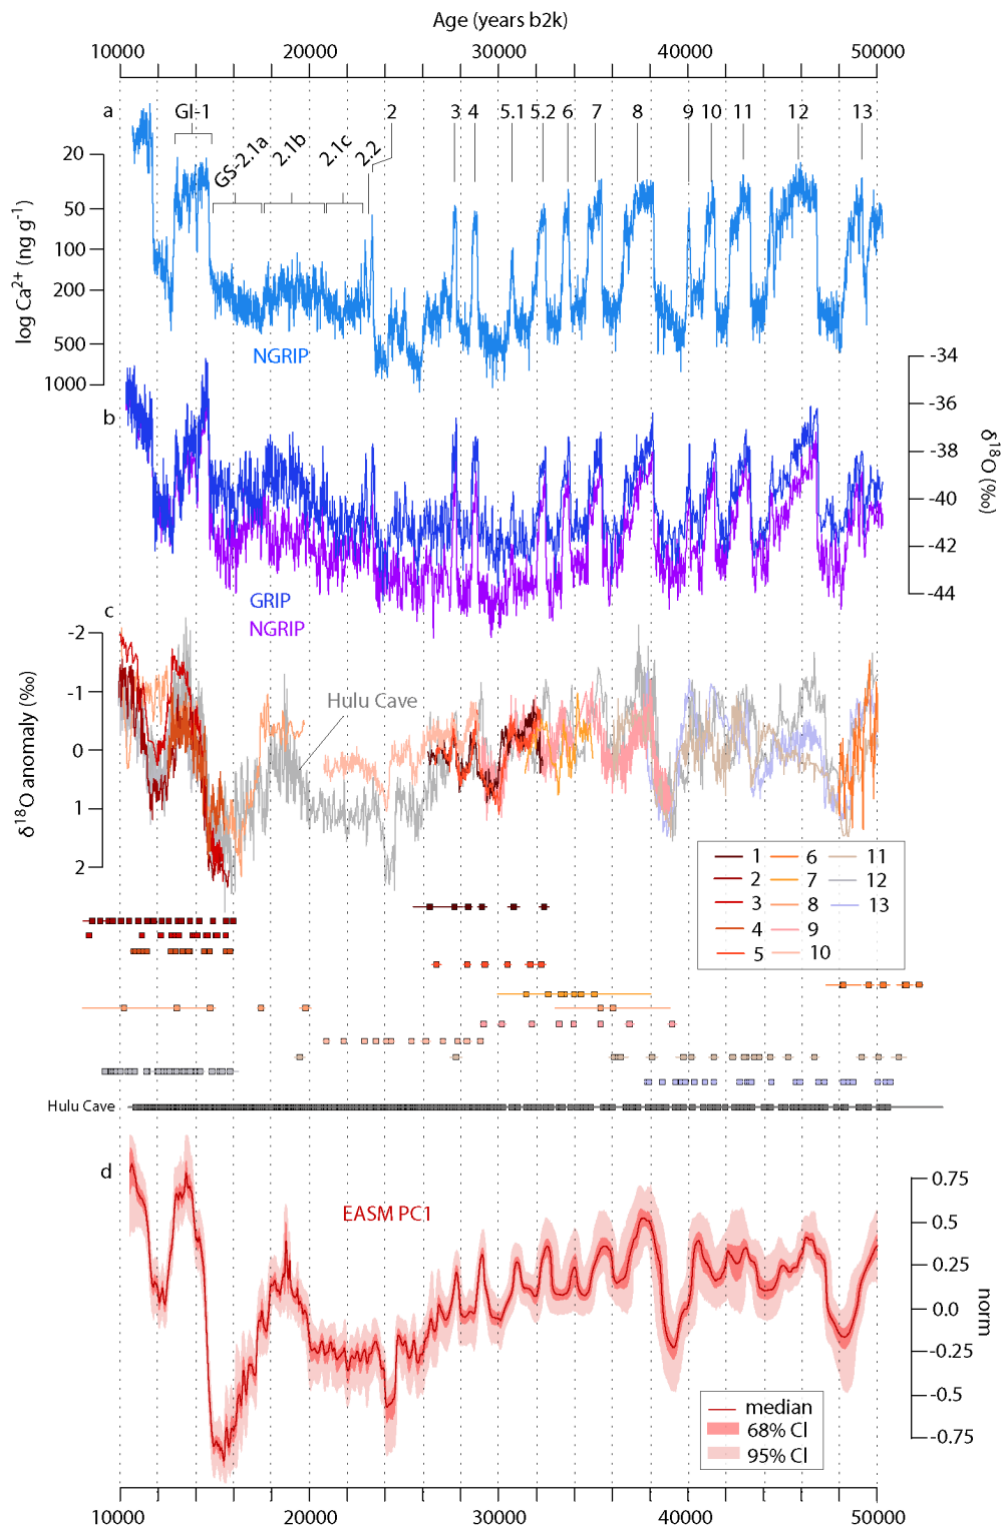 Age (years b2k)
10000 20000 30000 40000 50000
a
GI-1 2 3 4 5.1 5.2 6 7 8 9 10 11 12 13
GS-2.1a 2.1b 2.1c 2.2
20
50
100
200
500
1000
log Ca²⁺ (ng g⁻¹)
NGRIP
b
-34
-36
-38
-40
-42
-44
δ¹⁸O (‰)
GRIP
NGRIP
c
-2
-1
0
1
2
δ¹⁸O anomaly (‰)
Hulu Cave
1 6 11
2 7 12
3 8 13
4 9
5 10
Hulu Cave
d
EASM PC1
0.75
0.5
0.25
0.0
-0.25
-0.5
-0.75
norm
median
68% CI
95% CI
10000 20000 30000 40000 50000